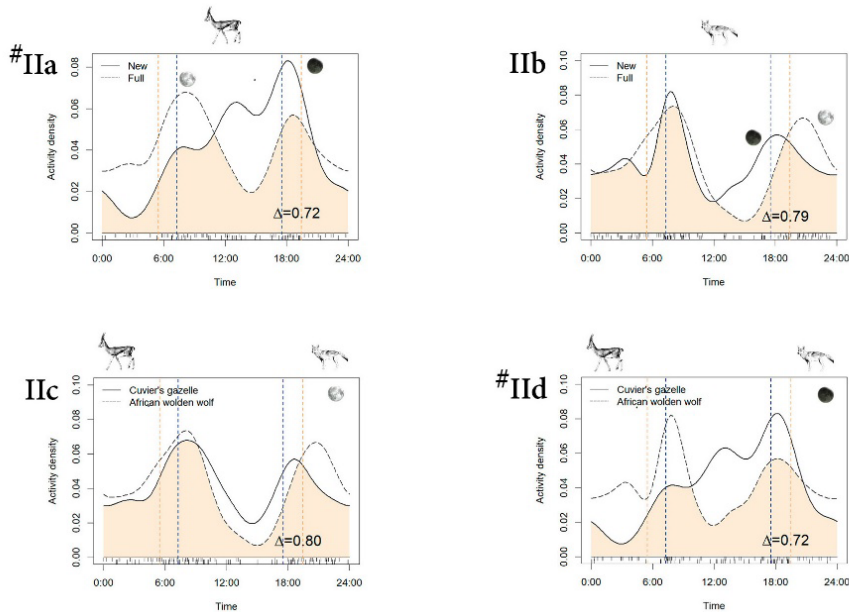 #IIa
New
Full
Activity density
0.00 0.02 0.04 0.06 0.08
Δ=0.72
0:00 6:00 12:00 18:00 24:00
Time
IIb
New
Full
Activity density
0.00 0.02 0.04 0.06 0.08 0.10
Δ=0.79
0:00 6:00 12:00 18:00 24:00
Time
IIc
Cuvier's gazelle
African wolden wolf
Activity density
0.00 0.02 0.04 0.06 0.08 0.10
Δ=0.80
0:00 6:00 12:00 18:00 24:00
Time
#IId
Cuvier's gazelle
African wolden wolf
Activity density
0.00 0.02 0.04 0.06 0.08 0.10
Δ=0.72
0:00 6:00 12:00 18:00 24:00
Time